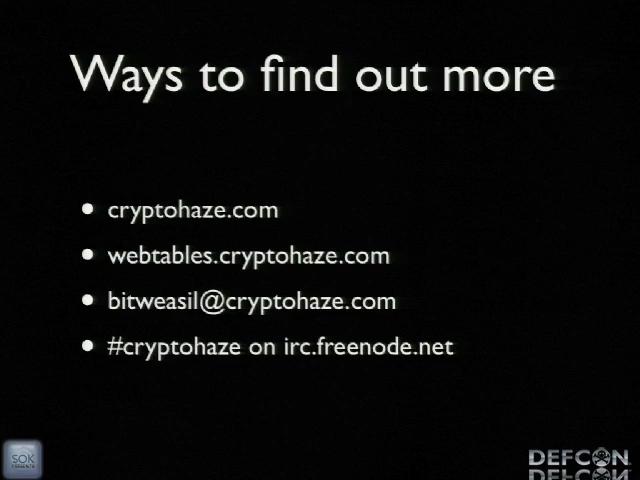 Ways to find out more
• cryptohaze.com
• webtables.cryptohaze.com
• bitweasil@cryptohaze.com
• #cryptohaze on irc.freenode.net
SOK
DEFCON